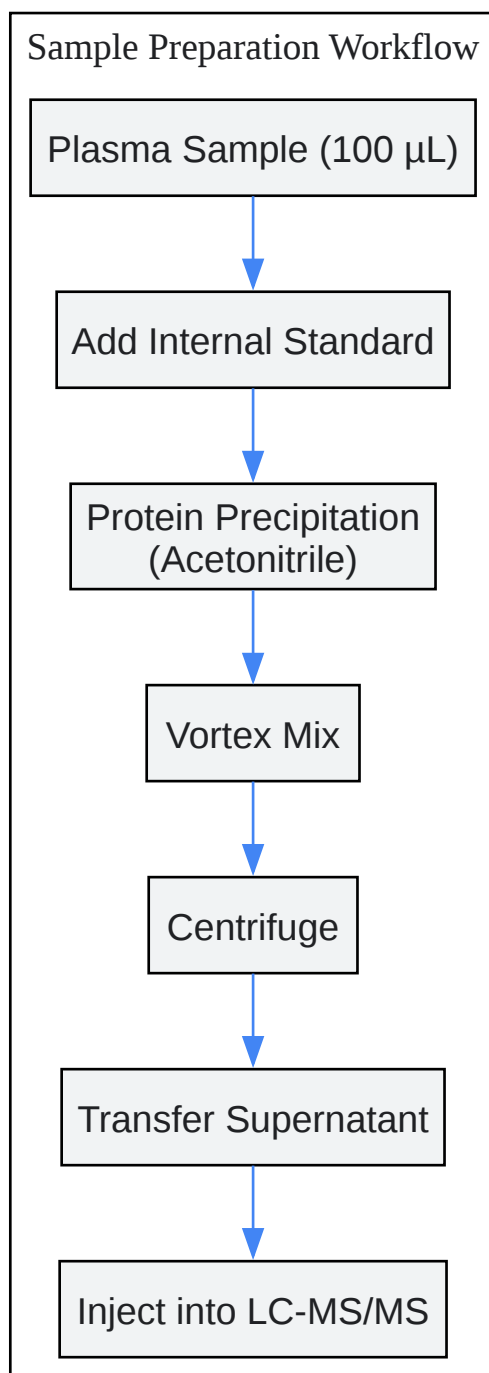 Sample Preparation Workflow
Plasma Sample (100 µL)
Add Internal Standard
Protein Precipitation
(Acetonitrile)
Vortex Mix
Centrifuge
Transfer Supernatant
Inject into LC-MS/MS